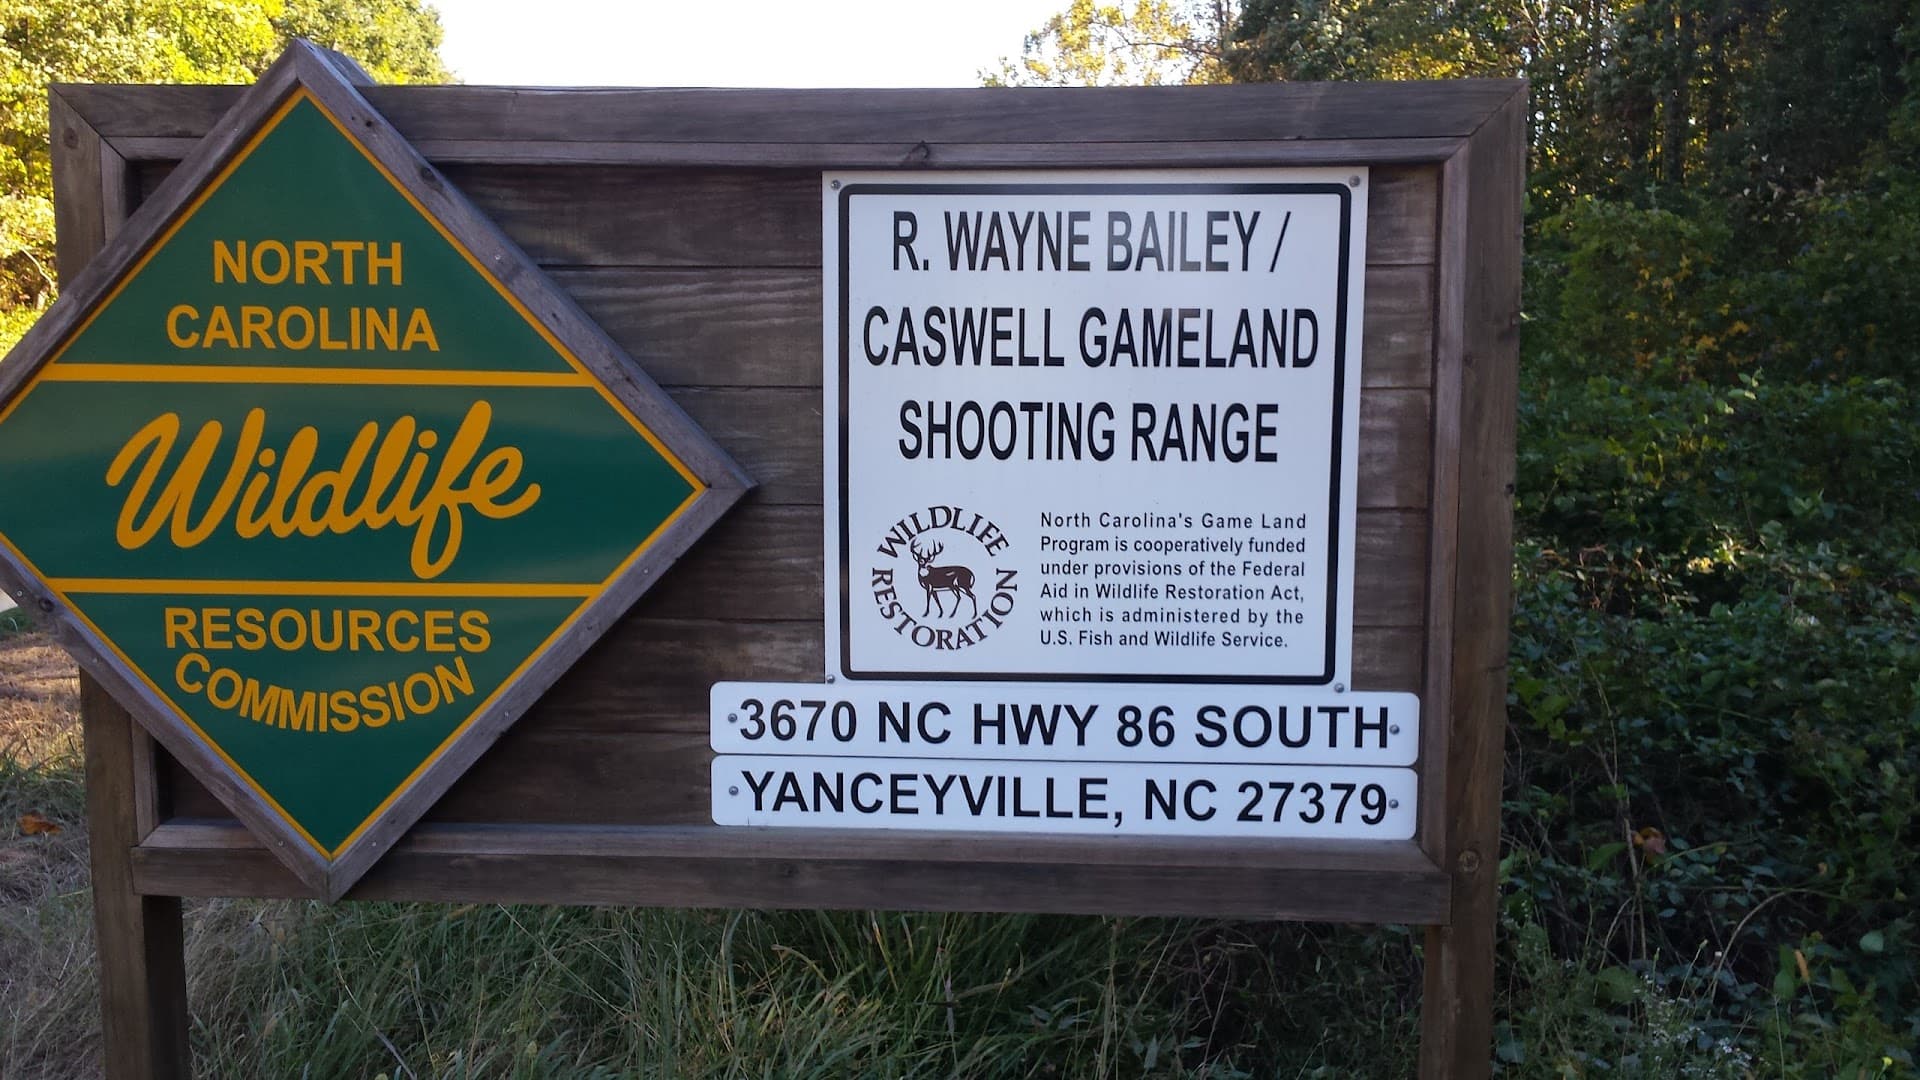 NORTH
CAROLINA
Wildlife
RESOURCES
COMMISSION
R. WAYNE BAILEY /
CASWELL GAMELAND
SHOOTING RANGE
WILDLIFE
RESTORATION
North Carolina's Game Land
Program is cooperatively funded
under provisions of the Federal
Aid in Wildlife Restoration Act,
which is administered by the
U.S. Fish and Wildlife Service.
3670 NC HWY 86 SOUTH
YANCEYVILLE, NC 27379